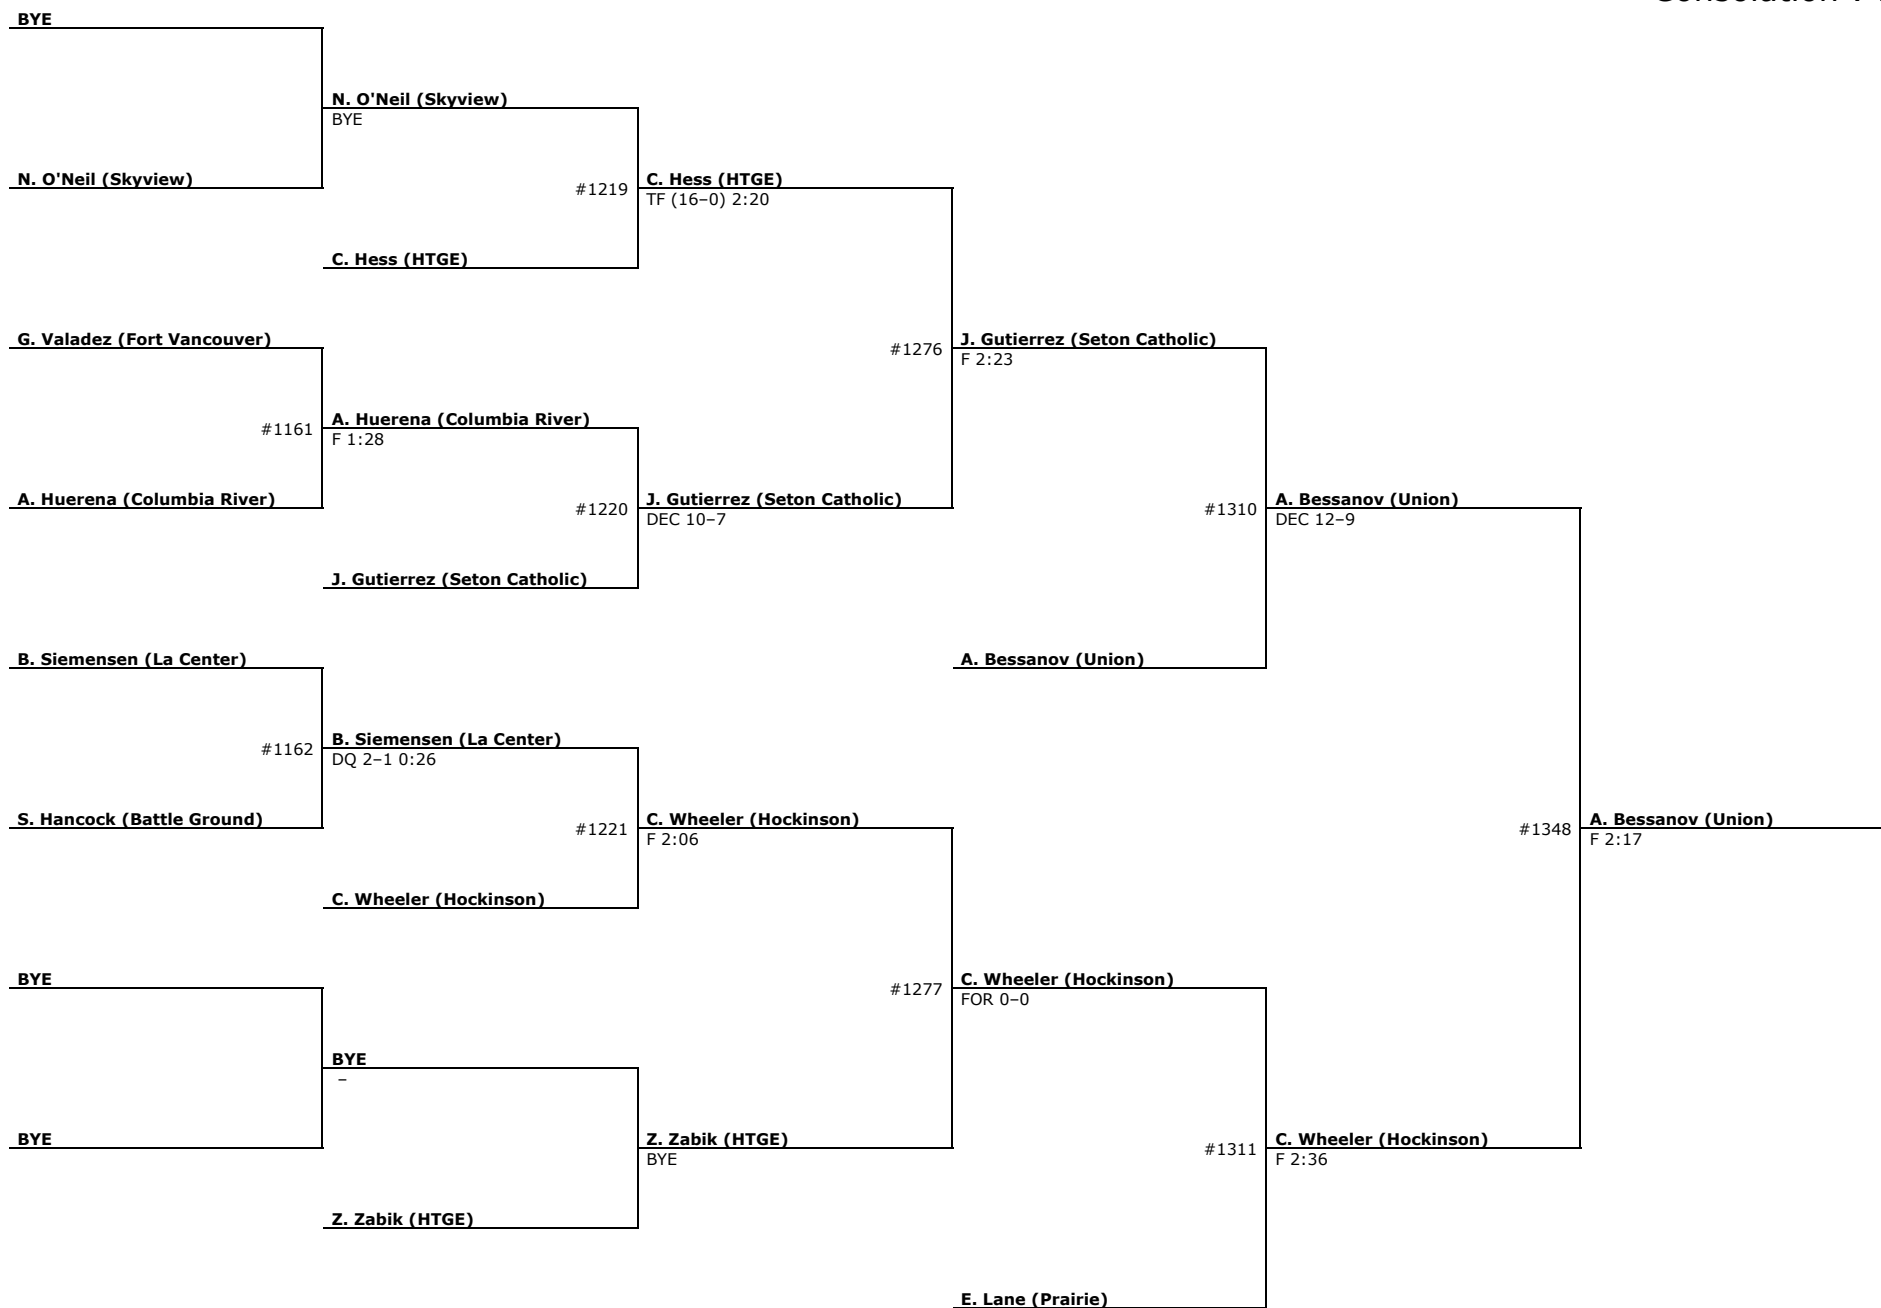 BYE
N. O'Neil (Skyview)
BYE
N. O'Neil (Skyview)
#1219
C. Hess (HTGE)
TF (16–0) 2:20
C. Hess (HTGE)
G. Valadez (Fort Vancouver)
#1276
J. Gutierrez (Seton Catholic)
F 2:23
#1161
A. Huerena (Columbia River)
F 1:28
A. Huerena (Columbia River)
#1220
J. Gutierrez (Seton Catholic)
DEC 10–7
#1310
A. Bessanov (Union)
DEC 12–9
J. Gutierrez (Seton Catholic)
B. Siemensen (La Center)
A. Bessanov (Union)
#1162
B. Siemensen (La Center)
DQ 2–1 0:26
S. Hancock (Battle Ground)
#1221
C. Wheeler (Hockinson)
F 2:06
#1348
A. Bessanov (Union)
F 2:17
C. Wheeler (Hockinson)
BYE
#1277
C. Wheeler (Hockinson)
FOR 0–0
BYE
–
BYE
Z. Zabik (HTGE)
BYE
#1311
C. Wheeler (Hockinson)
F 2:36
Z. Zabik (HTGE)
E. Lane (Prairie)